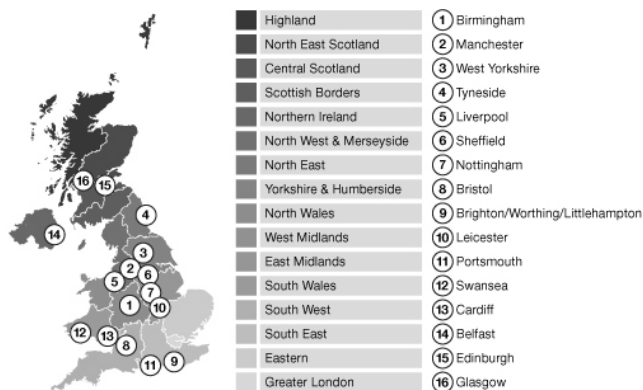 Highland
North East Scotland
Central Scotland
Scottish Borders
Northern Ireland
North West & Merseyside
North East
Yorkshire & Humberside
North Wales
West Midlands
East Midlands
South Wales
South West
South East
Eastern
Greater London
1 Birmingham
2 Manchester
3 West Yorkshire
4 Tyneside
5 Liverpool
6 Sheffield
7 Nottingham
8 Bristol
9 Brighton/Worthing/Littlehampton
10 Leicester
11 Portsmouth
12 Swansea
13 Cardiff
14 Belfast
15 Edinburgh
16 Glasgow
16
15
4
14
3
2
6
5
7
1
10
12
13
8
11
9